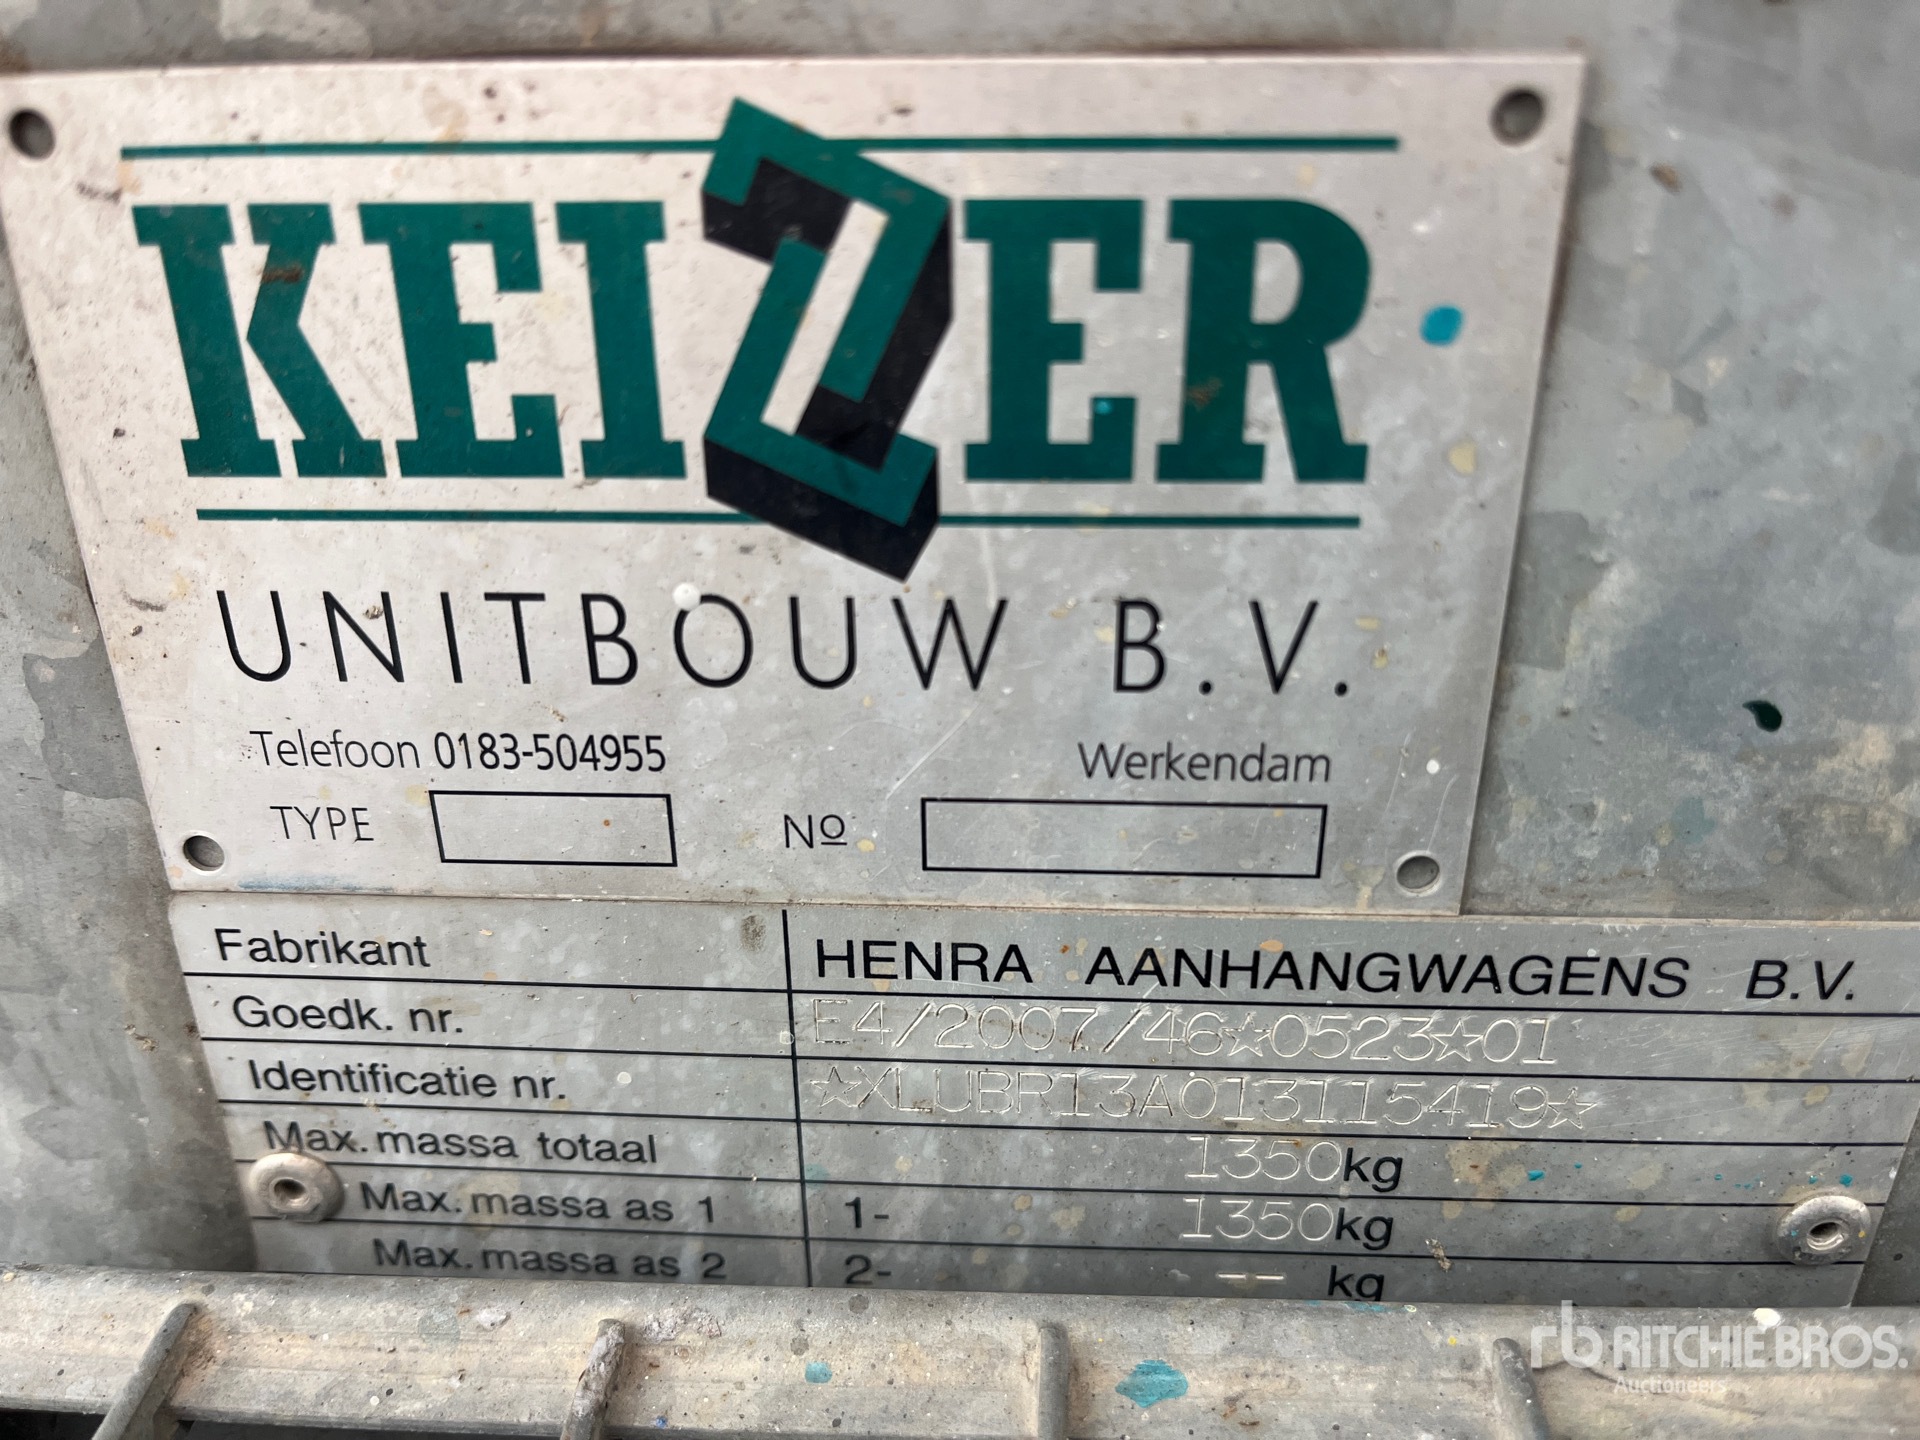 KEIZER
UNITBOUW B.V.
Telefoon 0183-504955 Werkendam
TYPE Nº
Fabrikant HENRA AANHANGWAGENS B.V.
Goedk. nr. E4/2007/46☆0523☆01
Identificatie nr. ☆XLUBR13A013115419☆
Max. massa totaal 1350kg
Max. massa as 1 1- 1350kg
Max. massa as 2 2- -- kg
rb RITCHIE BROS.
Auctioneers